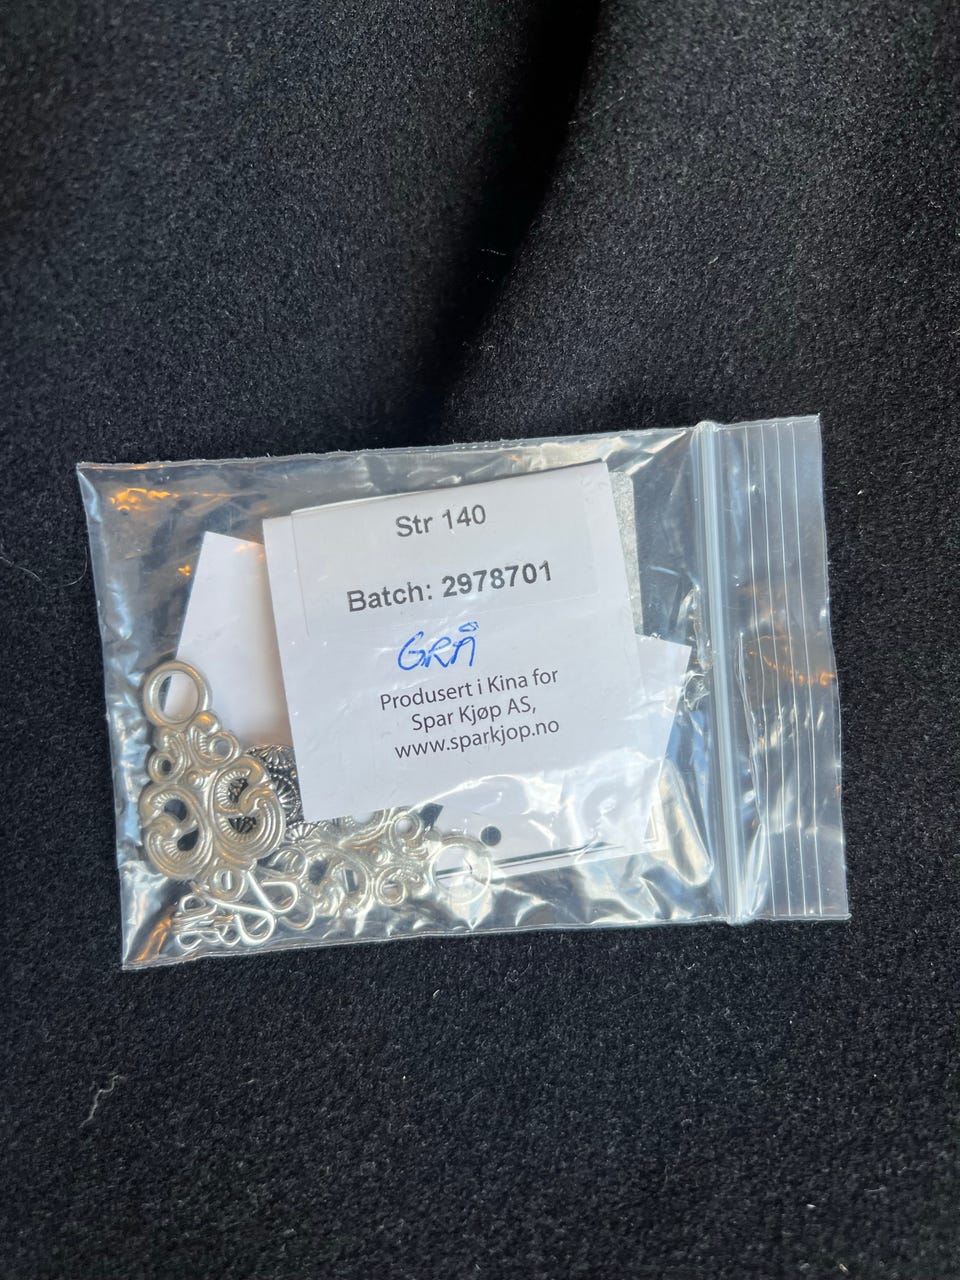 Str 140
Batch: 2978701
GRÅ
Produsert i Kina for
Spar Kjøp AS,
www.sparkjop.no